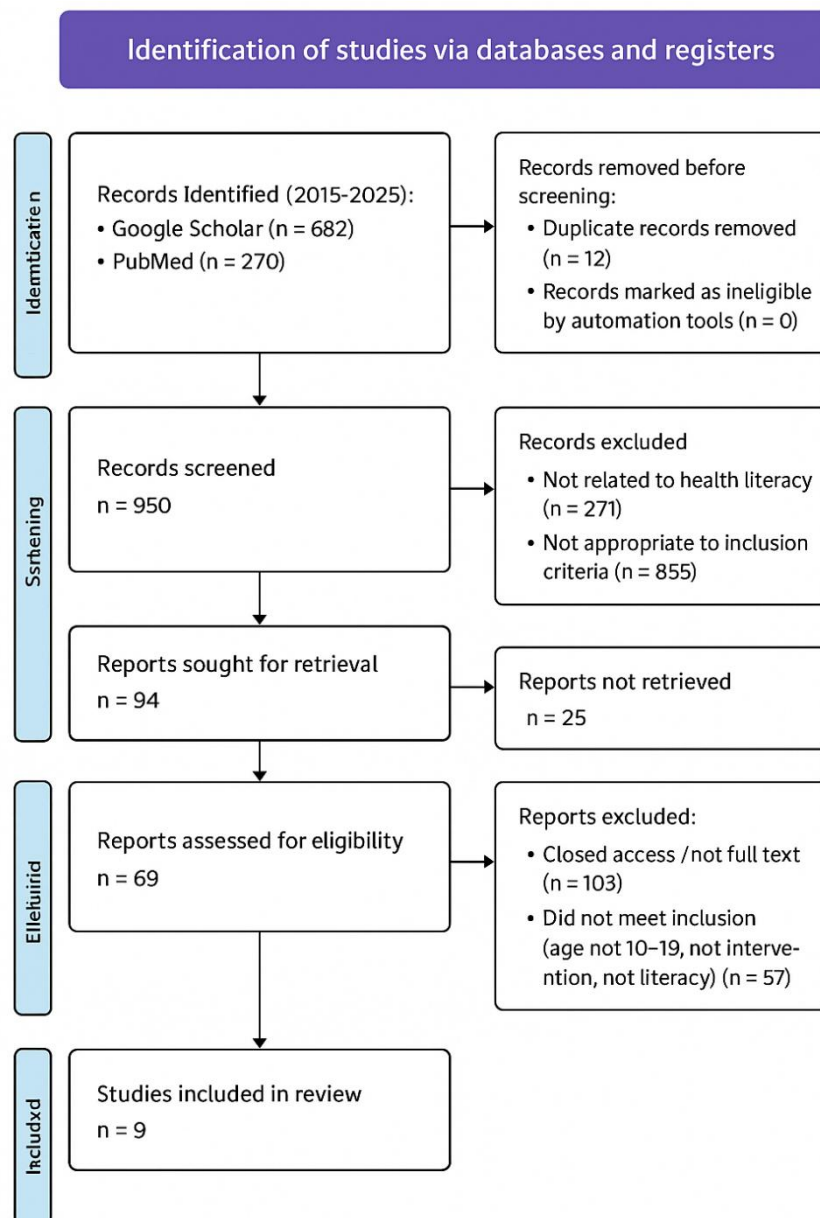 Identification of studies via databases and registers
Idemnticatie n
Records Identified (2015-2025):
• Google Scholar (n = 682)
• PubMed (n = 270)
Records removed before
screening:
• Duplicate records removed
(n = 12)
• Records marked as ineligible
by automation tools (n = 0)
Records screened
n = 950
Records excluded
• Not related to health literacy
(n = 271)
• Not appropriate to inclusion
criteria (n = 855)
Reports sought for retrieval
n = 94
Reports not retrieved
n = 25
Reports assessed for eligibility
n = 69
Reports excluded:
• Closed access /not full text
(n = 103)
• Did not meet inclusion
(age not 10–19, not interve-
ntion, not literacy) (n = 57)
Studies included in review
n = 9